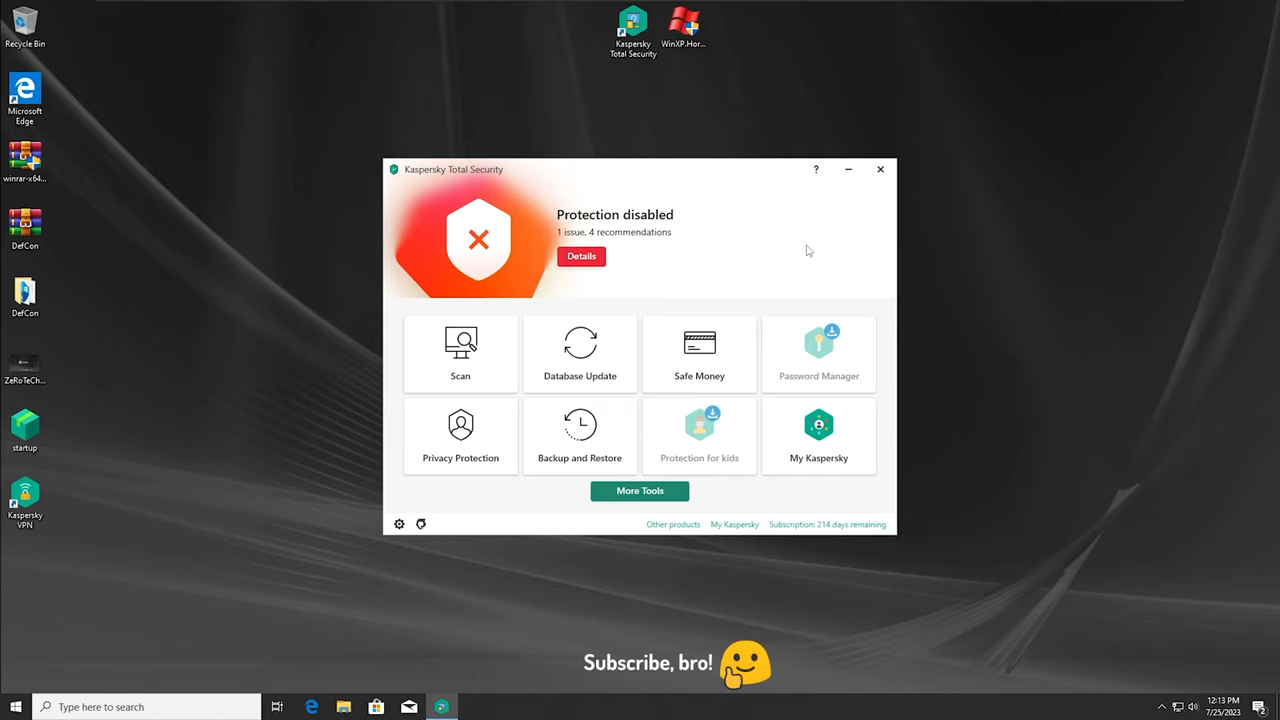 Recycle Bin
Microsoft
Edge
winrar-x64...
DefCon
DefCon
ZeRoTeCh...
startup
Kaspersky
VPN
Kaspersky
Total Security
WinXP.Hor...
Kaspersky Total Security
?
Protection disabled
1 issue, 4 recommendations
Details
Scan
Database Update
Safe Money
Password Manager
Privacy Protection
Backup and Restore
Protection for kids
My Kaspersky
More Tools
Other products My Kaspersky Subscription: 214 days remaining
Subscribe, bro!
Type here to search
12:13 PM
7/25/2023
2